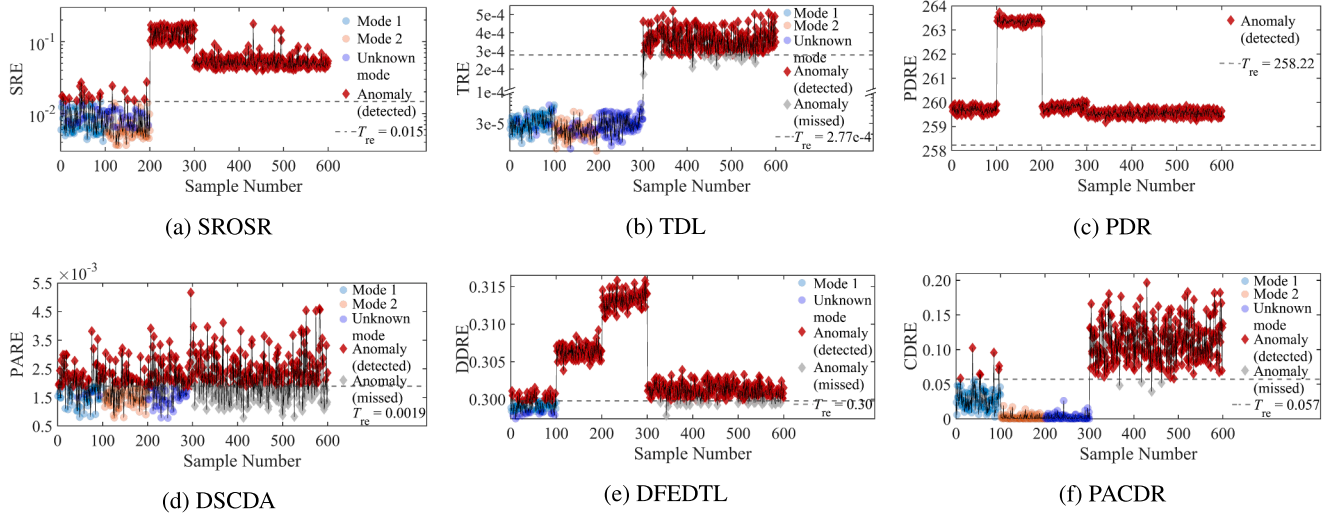 SRE
10⁻¹
10⁻²
0 100 200 300 400 500 600
Sample Number
Mode 1
Mode 2
Unknown
mode
Anomaly
(detected)
T_re = 0.015
(a) SROSR
TRE
5e-4
4e-4
3e-4
2e-4
1e-4
3e-5
0 100 200 300 400 500 600
Sample Number
Mode 1
Mode 2
Unknown
mode
Anomaly
(detected)
Anomaly
(missed)
T_re = 2.77e-4
(b) TDL
PDRE
264
263
262
261
260
259
258
0 100 200 300 400 500 600
Sample Number
Anomaly
(detected)
T_re = 258.22
(c) PDR
PARE
×10⁻³
5.5
4.5
3.5
2.5
1.5
0.5
0 100 200 300 400 500 600
Sample Number
Mode 1
Mode 2
Unknown
mode
Anomaly
(detected)
Anomaly
(missed)
T_re = 0.0019
(d) DSCDA
DDRE
0.315
0.310
0.305
0.300
0 100 200 300 400 500 600
Sample Number
Mode 1
Unknown
mode
Anomaly
(detected)
Anomaly
(missed)
T_re = 0.30
(e) DFEDTL
CDRE
0.20
0.15
0.10
0.05
0
0 100 200 300 400 500 600
Sample Number
Mode 1
Mode 2
Unknown
mode
Anomaly
(detected)
Anomaly
(missed)
T_re = 0.057
(f) PACDR